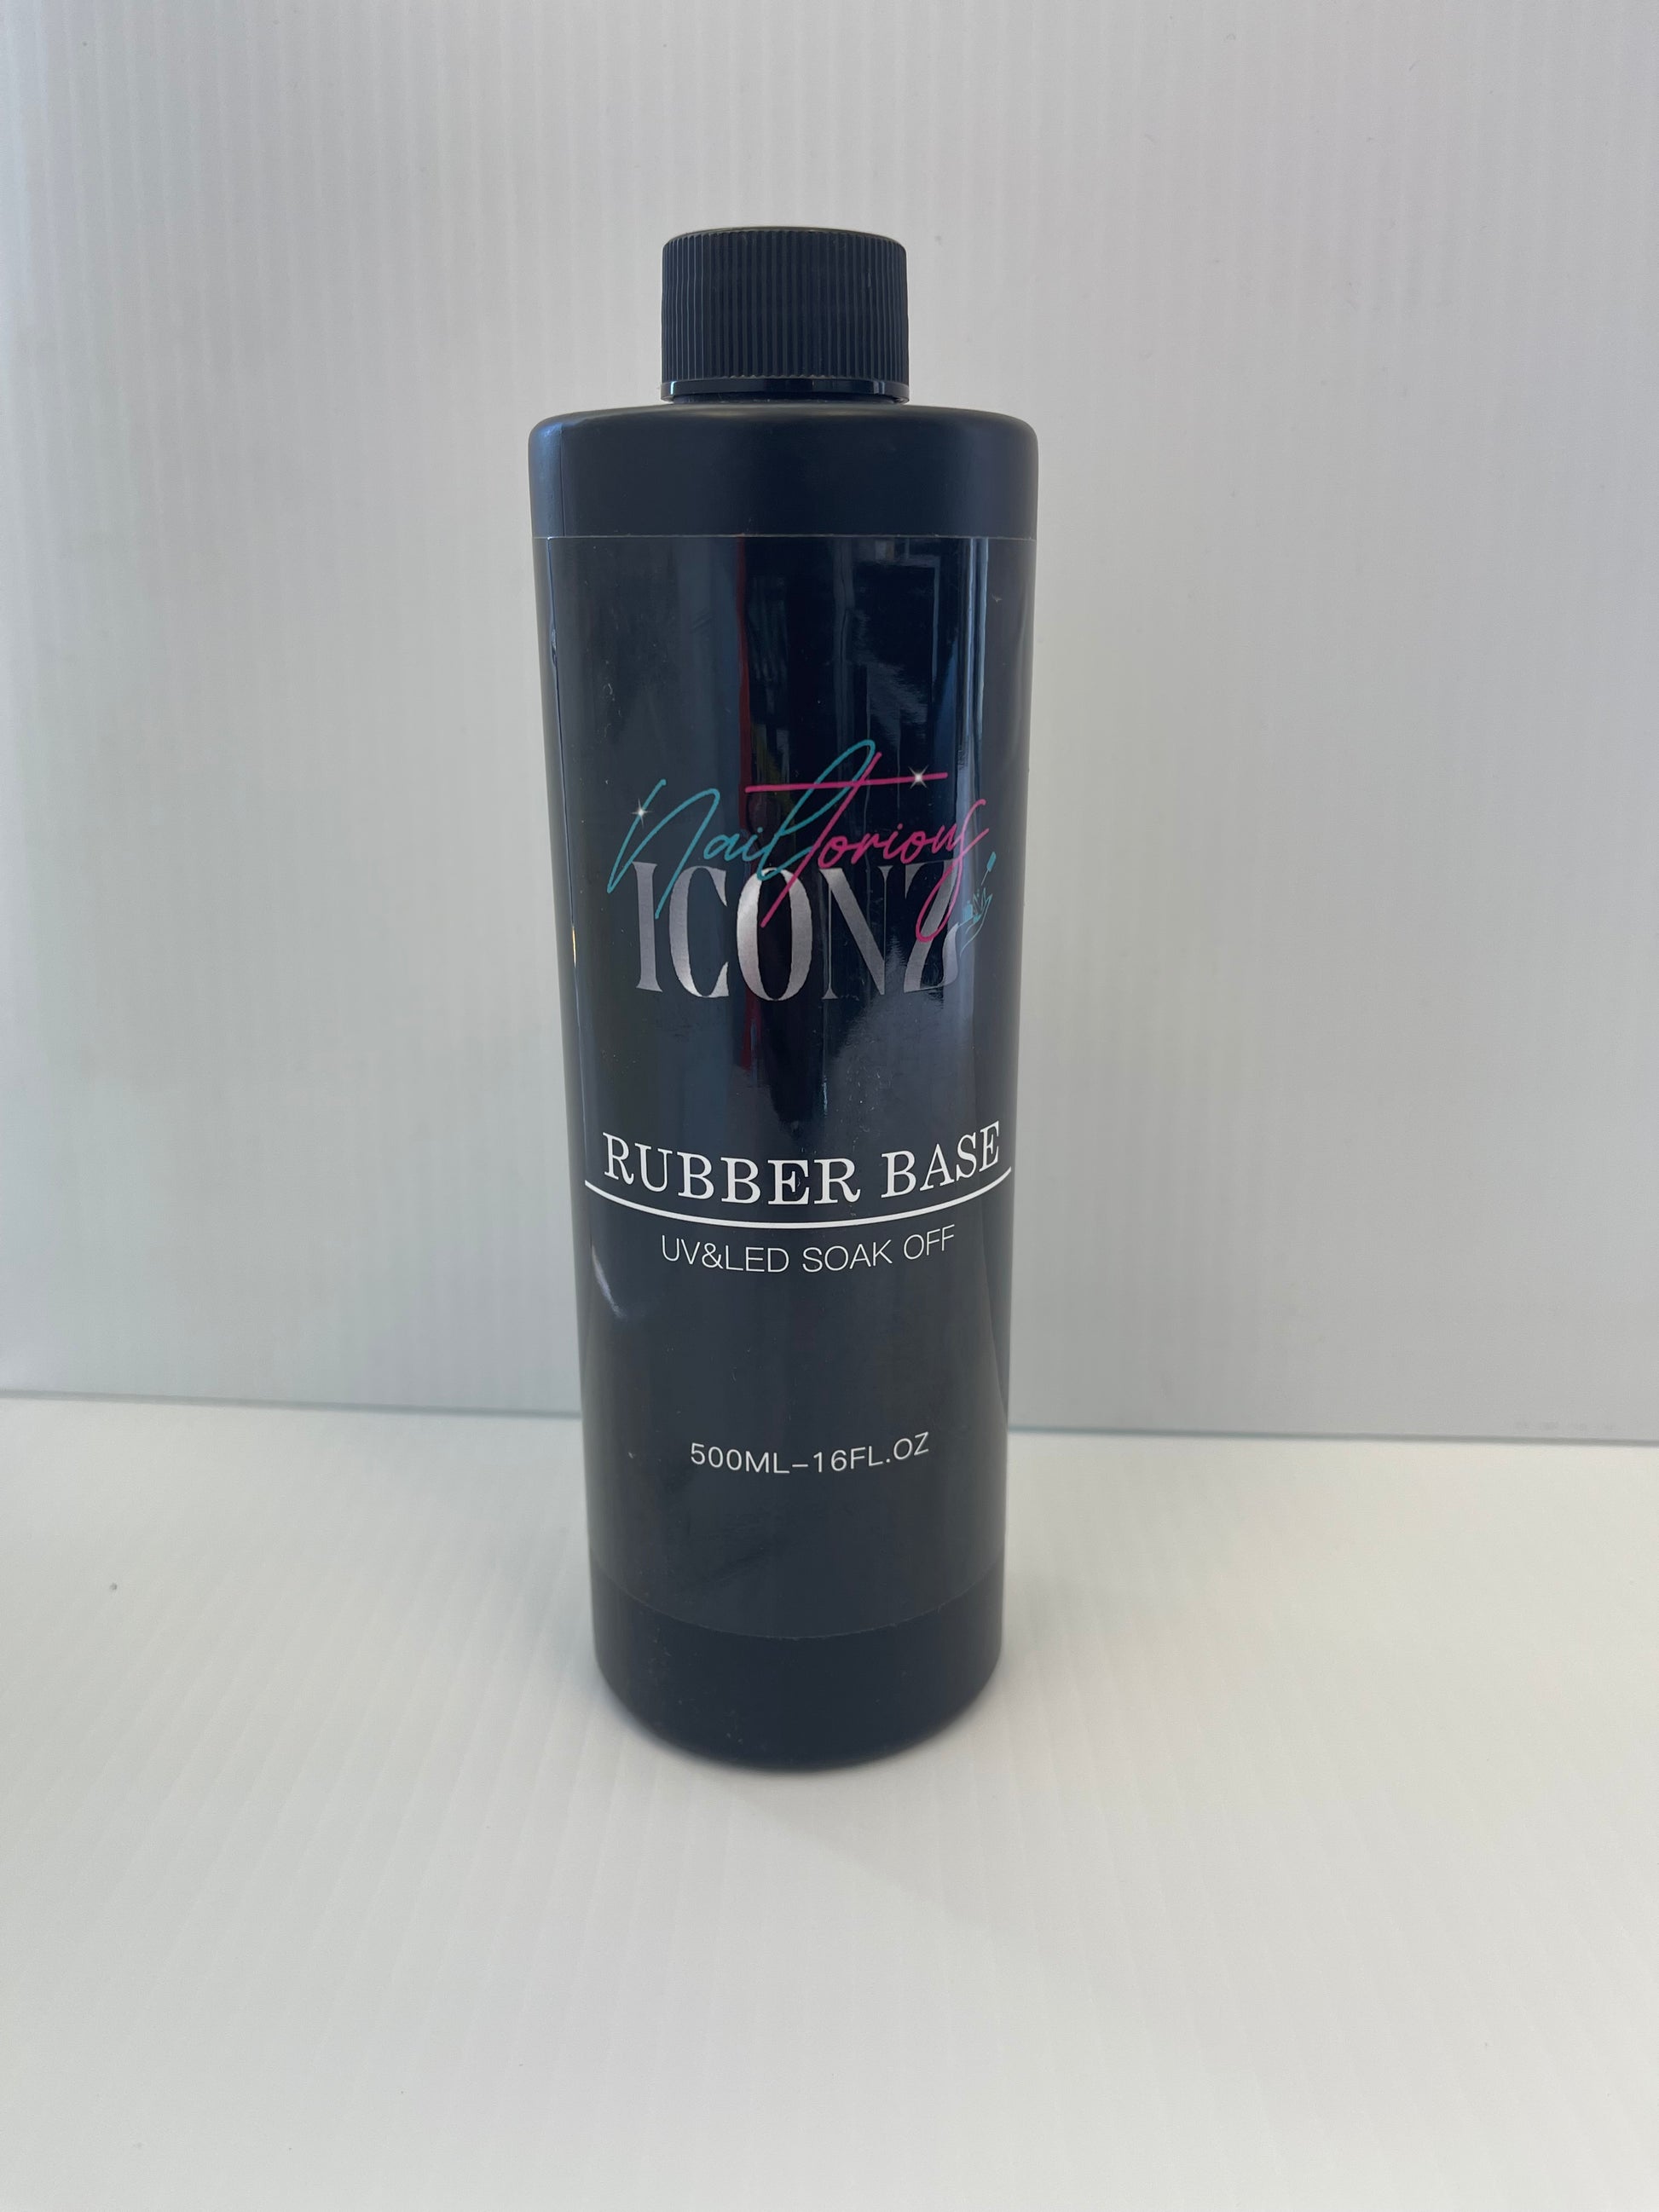 NailTorious
ICONZ
RUBBER BASE
UV&LED SOAK OFF
500ML–16FL.OZ